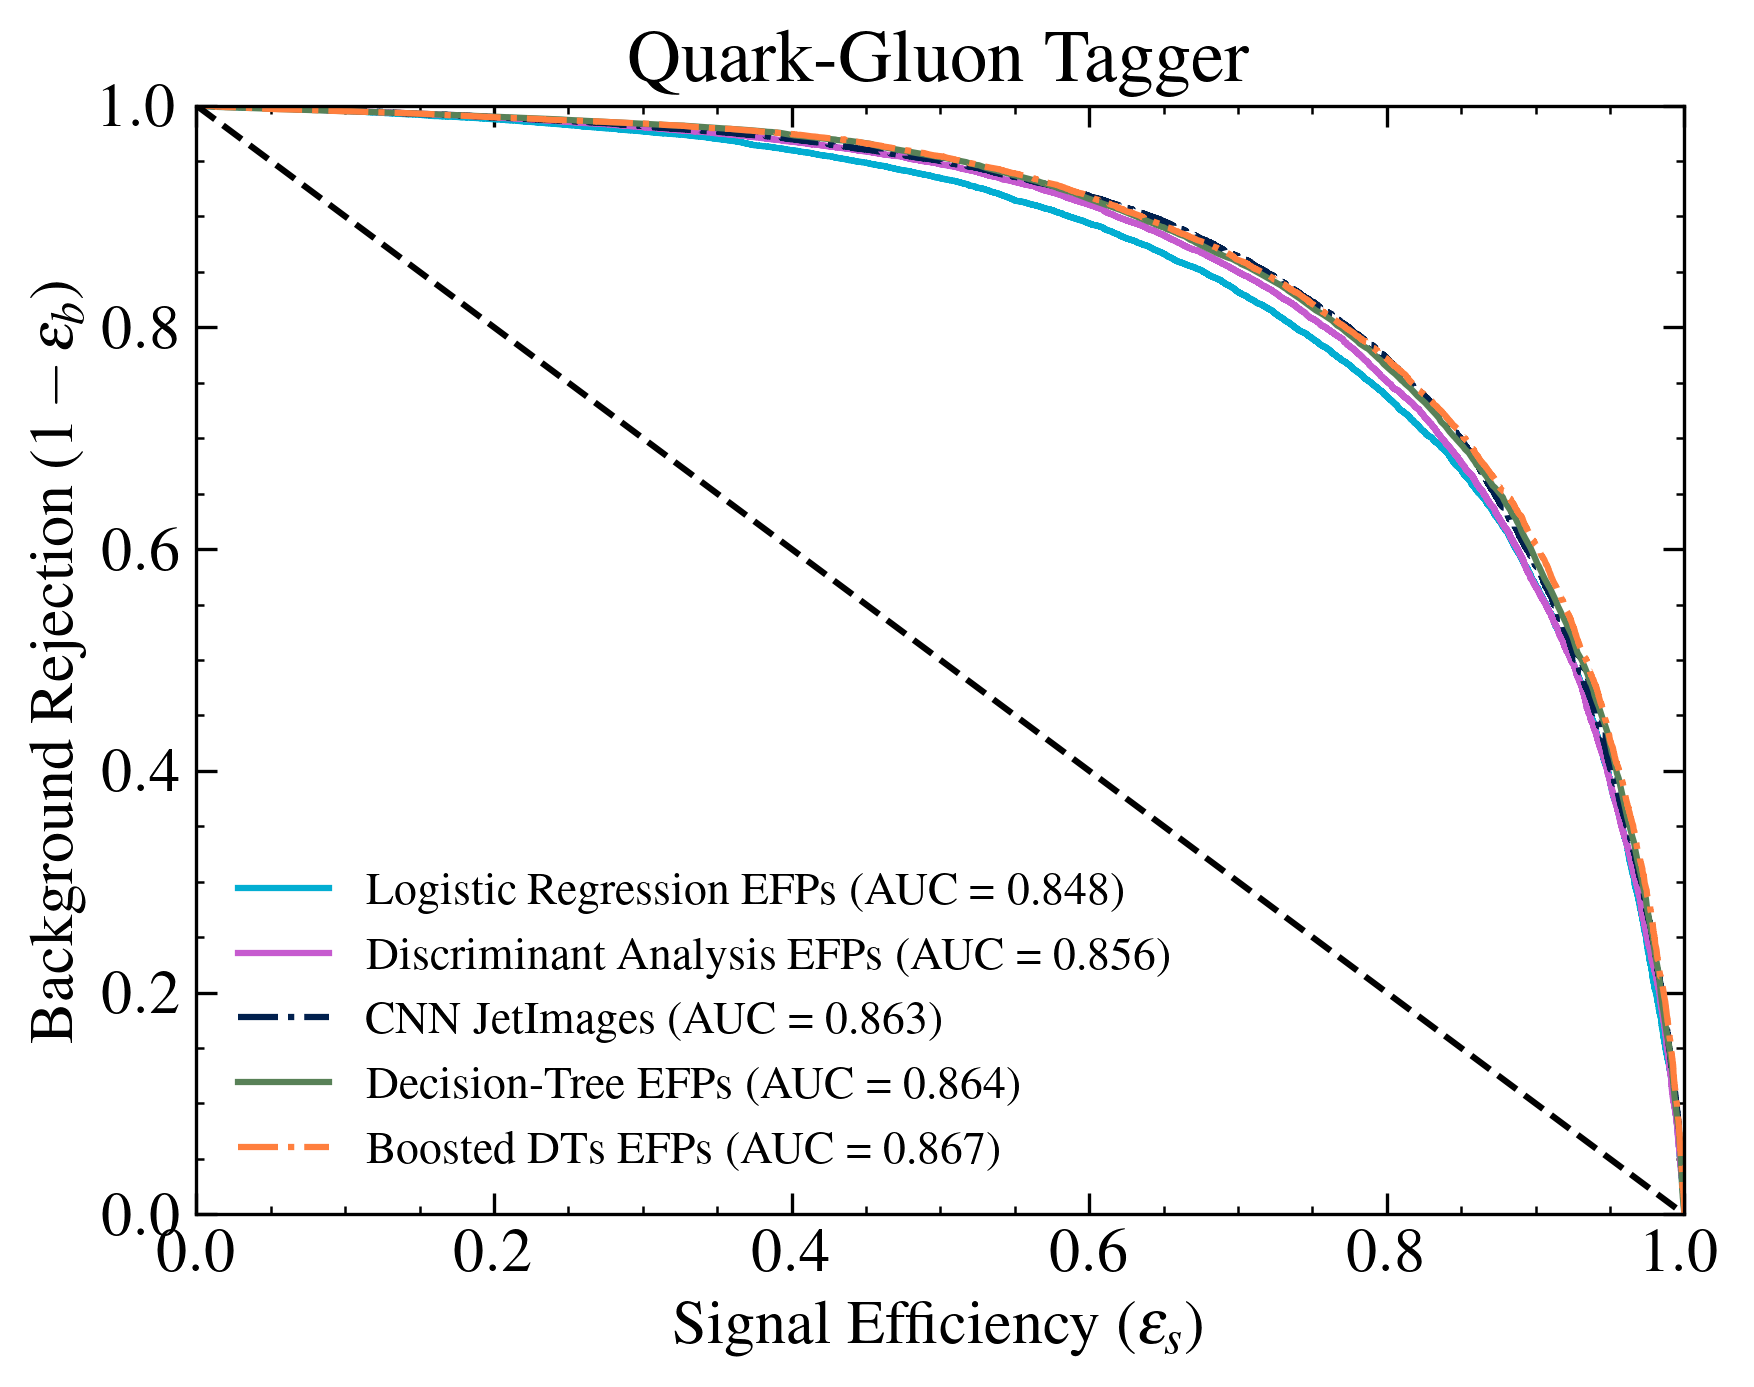 Quark-Gluon Tagger
Background Rejection (1 − ε_b)
1.0
0.8
0.6
0.4
0.2
0.0
Logistic Regression EFPs (AUC = 0.848)
Discriminant Analysis EFPs (AUC = 0.856)
CNN JetImages (AUC = 0.863)
Decision-Tree EFPs (AUC = 0.864)
Boosted DTs EFPs (AUC = 0.867)
0.0 0.2 0.4 0.6 0.8 1.0
Signal Efficiency (ε_s)